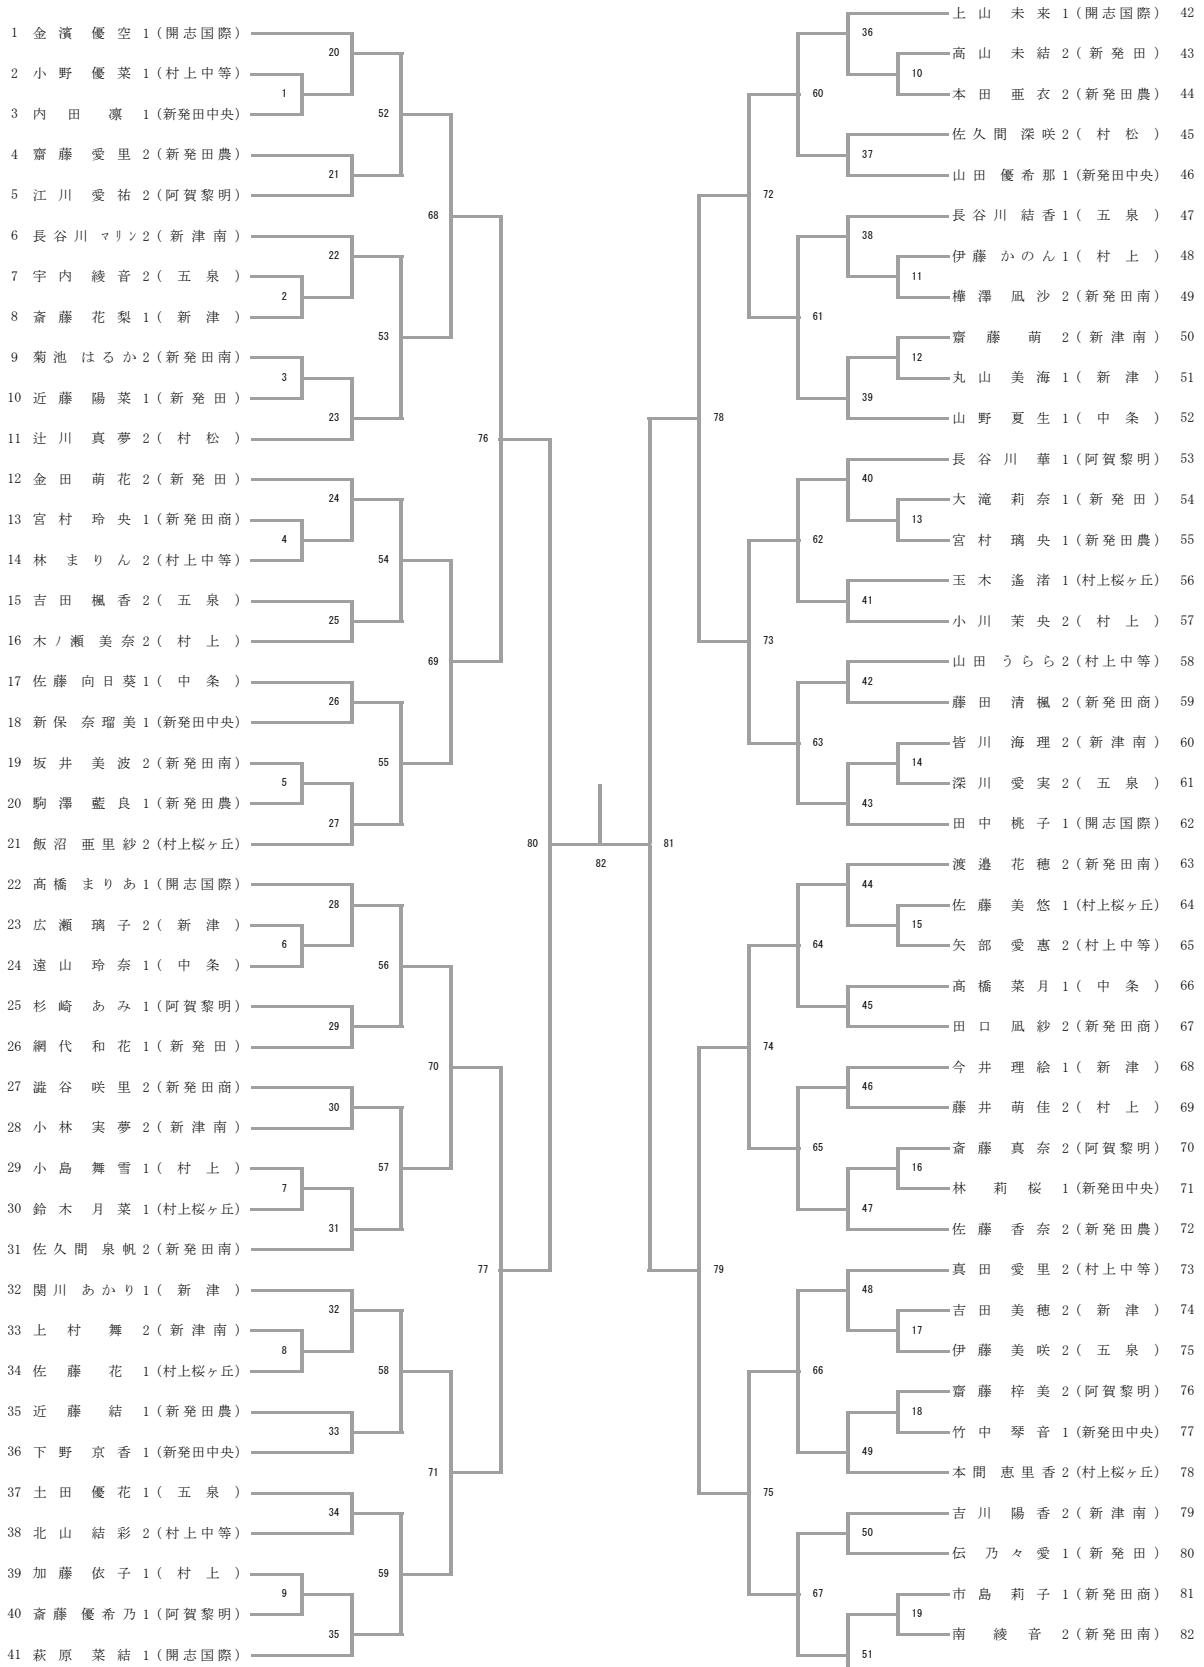 1 金濱 優空 1 (開志国際)
2 小野 優菜 1 (村上中等)
3 内田 凛 1 (新発田中央)
4 齋藤 愛里 2 (新発田農)
5 江川 愛祐 2 (阿賀黎明)
6 長谷川 マリン 2 (新津南)
7 宇内 綾音 2 (五泉)
8 斎藤 花梨 1 (新津)
9 菊池 はるか 2 (新発田南)
10 近藤 陽菜 1 (新発田)
11 辻川 真夢 2 (村松)
12 金田 萌花 2 (新発田)
13 宮村 玲央 1 (新発田商)
14 林 まりん 2 (村上中等)
15 吉田 楓香 2 (五泉)
16 木ノ瀬 美奈 2 (村上)
17 佐藤 向日葵 1 (中条)
18 新保 奈瑠美 1 (新発田中央)
19 坂井 美波 2 (新発田南)
20 駒澤 藍良 1 (新発田農)
21 飯沼 亜里紗 2 (村上桜ヶ丘)
22 髙橋 まりあ 1 (開志国際)
23 広瀬 璃子 2 (新津)
24 遠山 玲奈 1 (中条)
25 杉崎 あみ 1 (阿賀黎明)
26 網代 和花 1 (新発田)
27 澁谷 咲里 2 (新発田商)
28 小林 実夢 2 (新津南)
29 小島 舞雪 1 (村上)
30 鈴木 月菜 1 (村上桜ヶ丘)
31 佐久間 泉帆 2 (新発田南)
32 関川 あかり 1 (新津)
33 上村 舞 2 (新津南)
34 佐藤 花 1 (村上桜ヶ丘)
35 近藤 結 1 (新発田農)
36 下野 京香 1 (新発田中央)
37 土田 優花 1 (五泉)
38 北山 結彩 2 (村上中等)
39 加藤 依子 1 (村上)
40 斎藤 優希乃 1 (阿賀黎明)
41 萩原 菜結 1 (開志国際)
20
1
21
22
2
3
23
24
4
25
26
5
27
28
6
29
30
7
31
32
8
33
34
9
35
52
53
54
55
56
57
58
59
68
69
70
71
76
77
80
82
81
78
79
72
73
74
75
60
61
62
63
64
65
66
67
36
10
37
38
11
12
39
40
13
41
42
14
43
44
15
45
46
16
47
48
17
18
49
50
19
51
上山 未来 1 (開志国際) 42
高山 未結 2 (新発田) 43
本田 亜衣 2 (新発田農) 44
佐久間 深咲 2 (村松) 45
山田 優希那 1 (新発田中央) 46
長谷川 結香 1 (五泉) 47
伊藤 かのん 1 (村上) 48
樺澤 凪沙 2 (新発田南) 49
齋藤 萌 2 (新津南) 50
丸山 美海 1 (新津) 51
山野 夏生 1 (中条) 52
長谷川 華 1 (阿賀黎明) 53
大滝 莉奈 1 (新発田) 54
宮村 璃央 1 (新発田農) 55
玉木 遙渚 1 (村上桜ヶ丘) 56
小川 茉央 2 (村上) 57
山田 うらら 2 (村上中等) 58
藤田 清楓 2 (新発田商) 59
皆川 海理 2 (新津南) 60
深川 愛実 2 (五泉) 61
田中 桃子 1 (開志国際) 62
渡邉 花穂 2 (新発田南) 63
佐藤 美悠 1 (村上桜ヶ丘) 64
矢部 愛惠 2 (村上中等) 65
髙橋 菜月 1 (中条) 66
田口 凪紗 2 (新発田商) 67
今井 理絵 1 (新津) 68
藤井 萌佳 2 (村上) 69
斎藤 真奈 2 (阿賀黎明) 70
林 莉桜 1 (新発田中央) 71
佐藤 香奈 2 (新発田農) 72
真田 愛里 2 (村上中等) 73
吉田 美穂 2 (新津) 74
伊藤 美咲 2 (五泉) 75
齋藤 梓美 2 (阿賀黎明) 76
竹中 琴音 1 (新発田中央) 77
本間 恵里香 2 (村上桜ヶ丘) 78
吉川 陽香 2 (新津南) 79
伝 乃々愛 1 (新発田) 80
市島 莉子 1 (新発田商) 81
南 綾音 2 (新発田南) 82